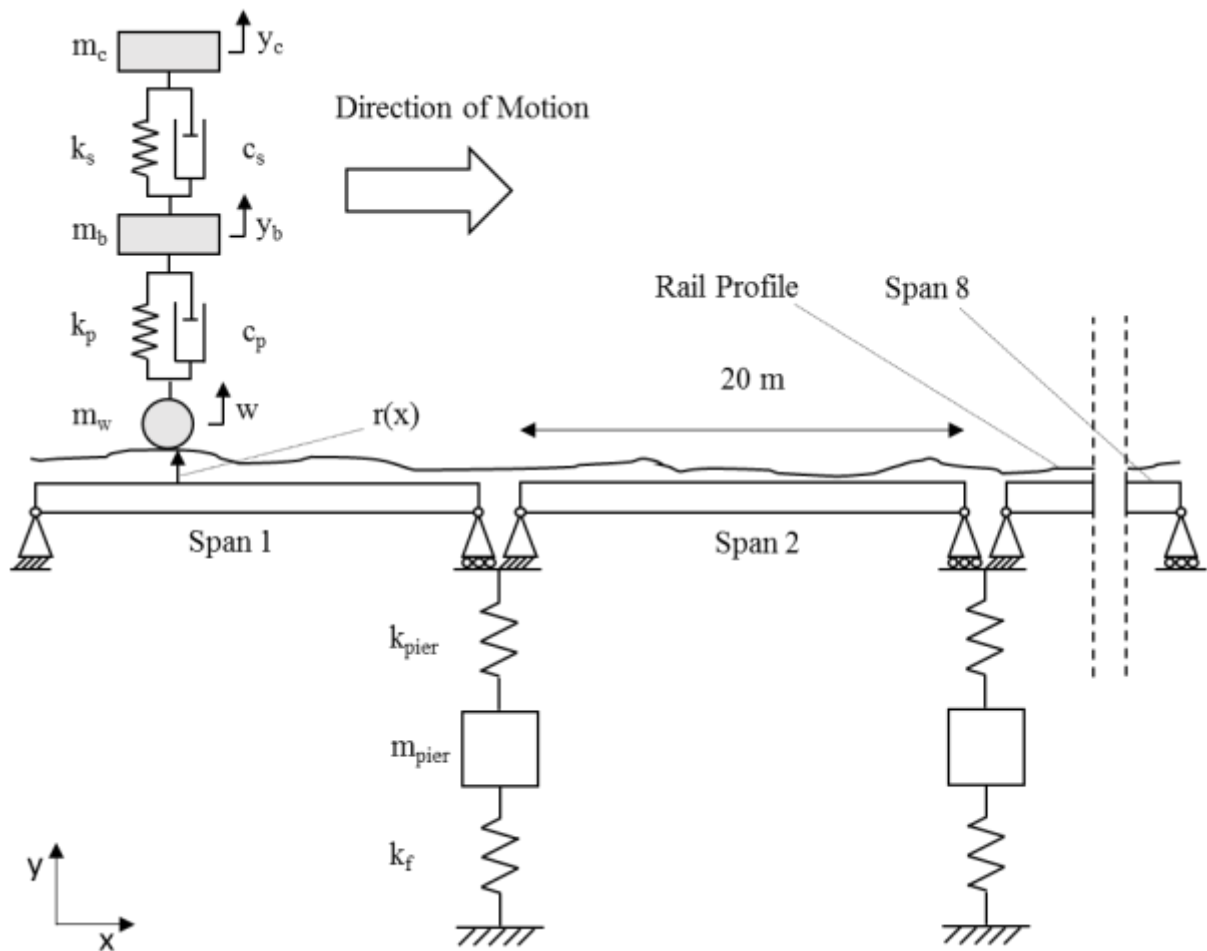 m_c
y_c
Direction of Motion
k_s
c_s
m_b
y_b
Rail Profile
Span 8
k_p
c_p
20 m
m_w
w
r(x)
Span 1
Span 2
k_pier
m_pier
k_f
y
x